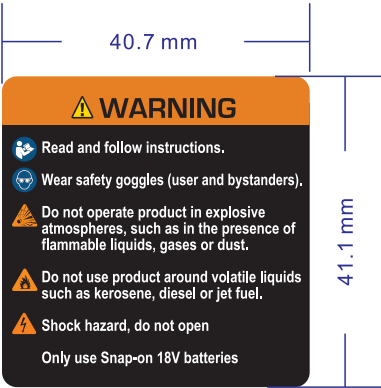 40.7 mm
WARNING
Read and follow instructions.
Wear safety goggles (user and bystanders).
Do not operate product in explosive
atmospheres, such as in the presence of
flammable liquids, gases or dust.
Do not use product around volatile liquids
such as kerosene, diesel or jet fuel.
Shock hazard, do not open
Only use Snap-on 18V batteries
41.1 mm